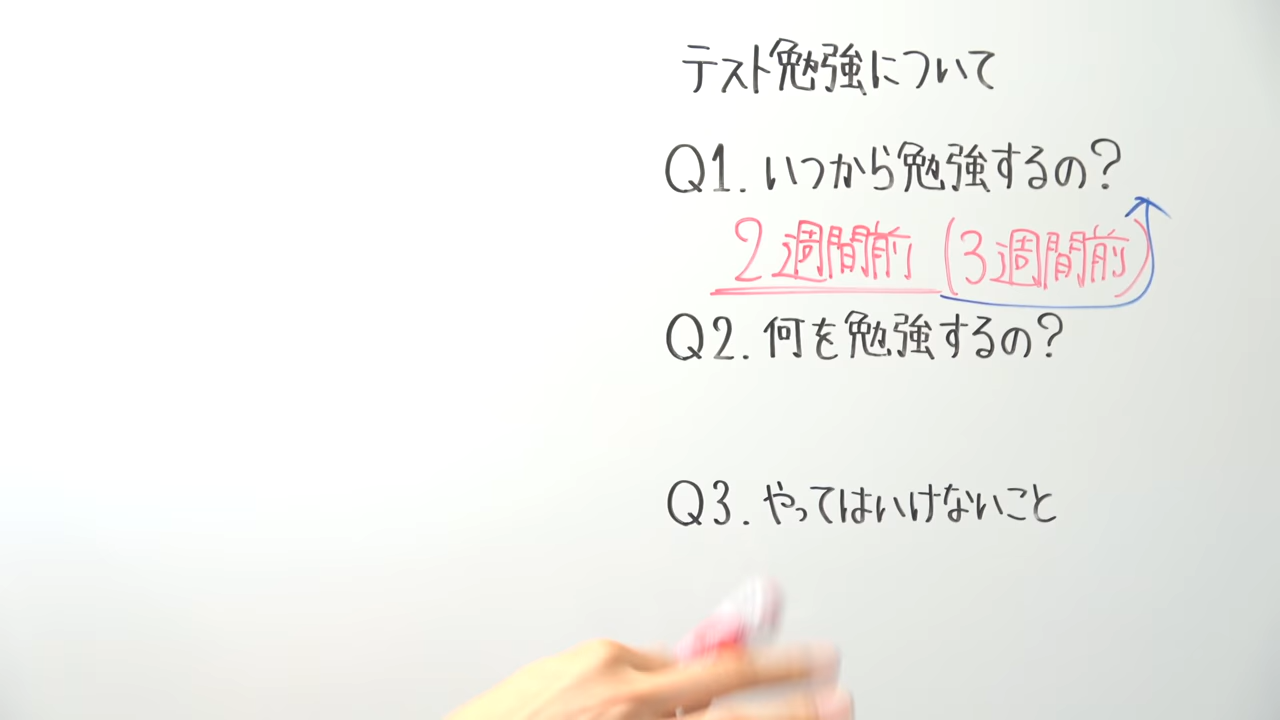 テスト勉強について
Q1. いつから勉強するの?
2週間前 (3週間前)
Q2. 何を勉強するの?
Q3. やってはいけないこと